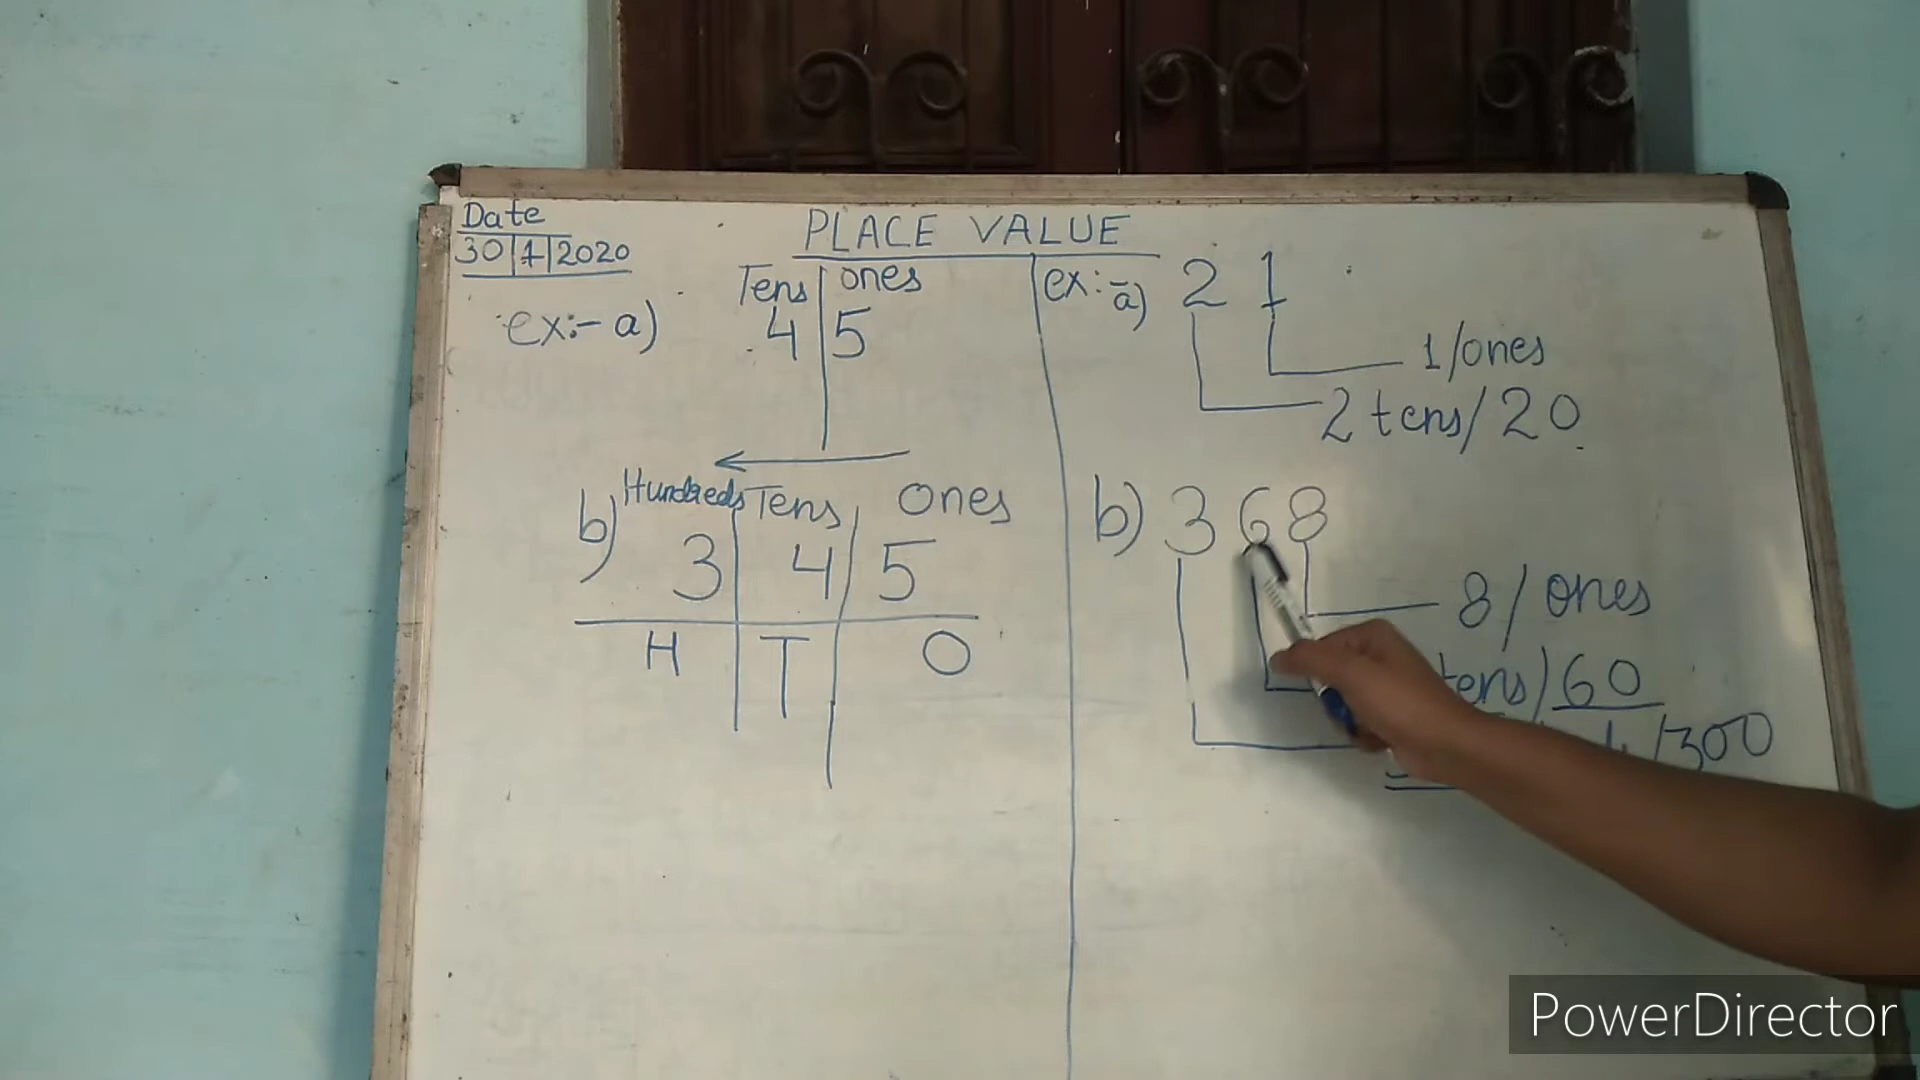 Date
30|7|2020
PLACE VALUE
ex:- a)
Tens ones
4 5
Hundreds Tens Ones
b) 3 4 5
H T O
ex:- a) 2 1
1/ones
2 tens/20
b) 3 6 8
8/ones
tens/60
/300
PowerDirector